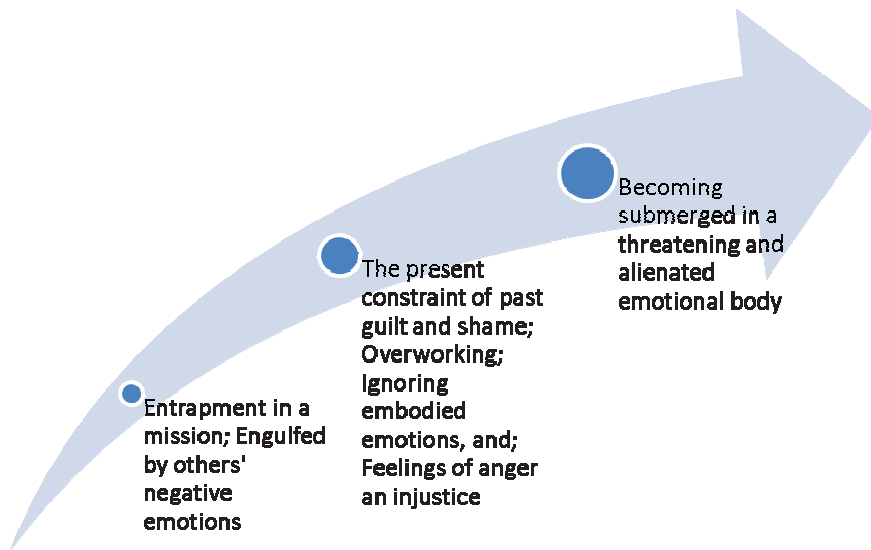 Entrapment in a
mission; Engulfed
by others'
negative
emotions
The present
constraint of past
guilt and shame;
Overworking;
Ignoring
embodied
emotions, and;
Feelings of anger
an injustice
Becoming
submerged in a
threatening and
alienated
emotional body